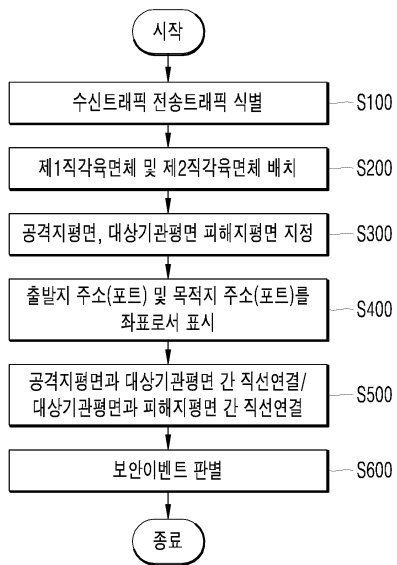 시작
수신트래픽 전송트래픽 식별
S100
제1직각육면체 및 제2직각육면체 배치
S200
공격지평면, 대상기관평면 피해지평면 지정
S300
출발지 주소(포트) 및 목적지 주소(포트)를
좌표로서 표시
S400
공격지평면과 대상기관평면 간 직선연결/
대상기관평면과 피해지평면 간 직선연결
S500
보안이벤트 판별
S600
종료